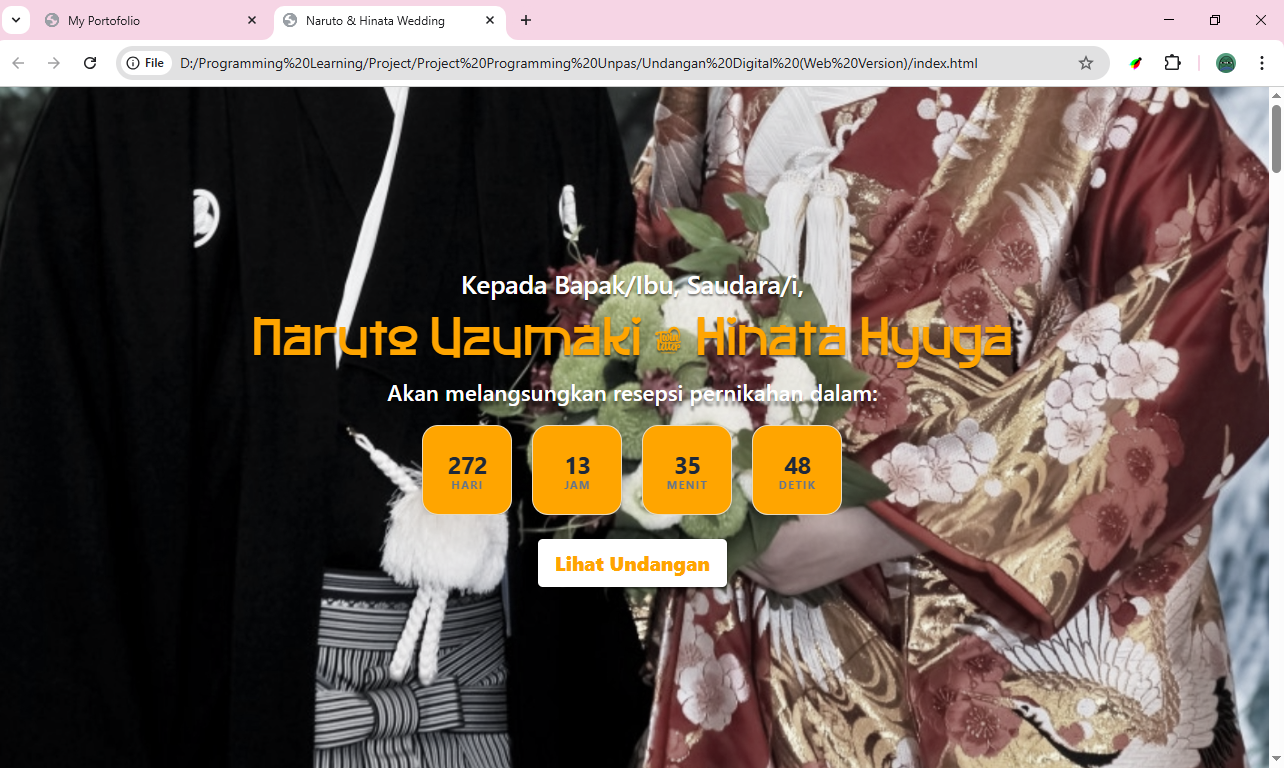 My Portofolio
Naruto & Hinata Wedding
File
D:/Programming%20Learning/Project/Project%20Programming%20Unpas/Undangan%20Digital%20(Web%20Version)/index.html
Kepada Bapak/Ibu, Saudara/i,
Naruto Uzumaki Hinata Hyuga
Akan melangsungkan resepsi pernikahan dalam:
272 13 35 48
HARI JAM MENIT DETIK
Lihat Undangan